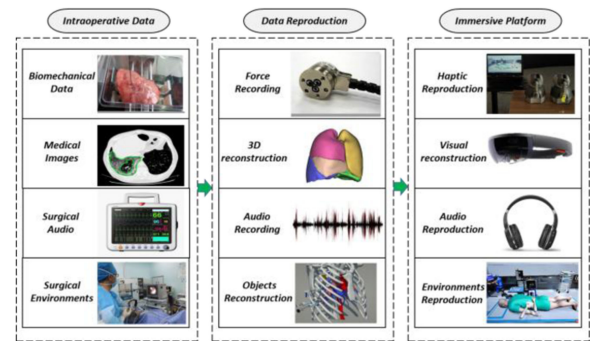 Intraoperative Data
Data Reproduction
Immersive Platform
Biomechanical
Data
Force
Recording
Haptic
Reproduction
Medical
Images
3D
reconstruction
Visual
reconstruction
Surgical
Audio
Audio
Recording
Audio
Reproduction
Surgical
Environments
Objects
Reconstruction
Environments
Reproduction